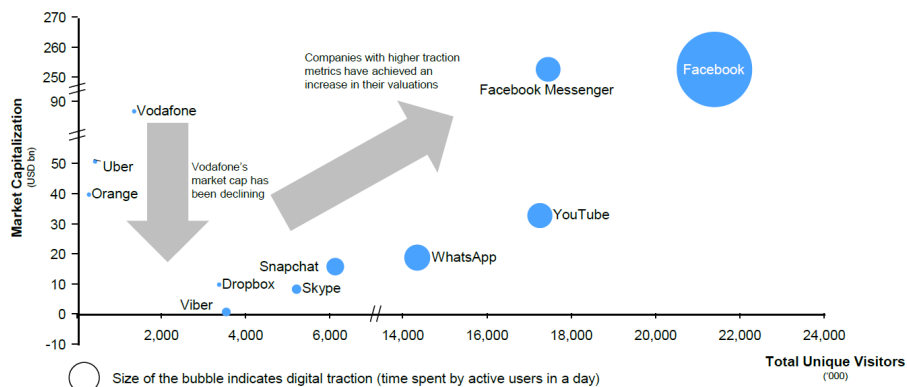 270
260
250
90
50
40
30
20
10
0
-10
Market Capitalization
(USD bn)
Companies with higher traction
metrics have achieved an
increase in their valuations
Facebook
Facebook Messenger
Vodafone
Uber
Orange
Vodafone's
market cap has
been declining
YouTube
WhatsApp
Snapchat
Dropbox
Skype
Viber
2,000
4,000
6,000
14,000
16,000
18,000
20,000
22,000
24,000
Total Unique Visitors
('000)
Size of the bubble indicates digital traction (time spent by active users in a day)